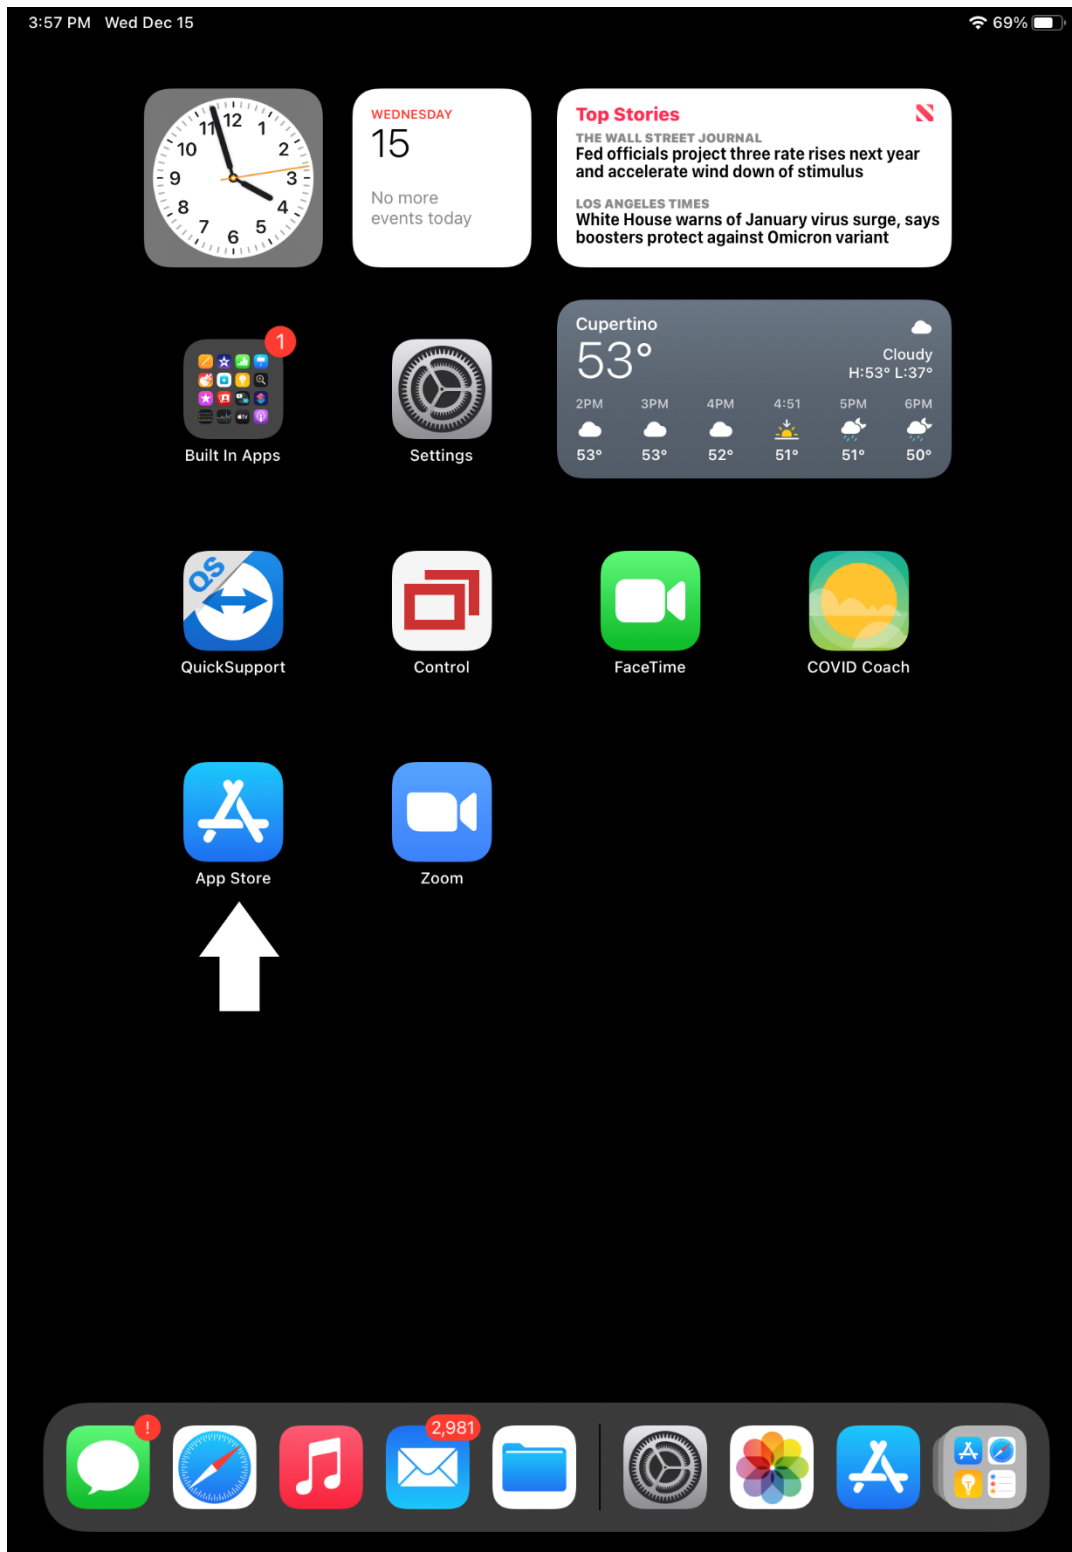 3:57 PM Wed Dec 15
69%
12
1
2
3
4
5
6
7
8
9
10
11
WEDNESDAY
15
No more
events today
Top Stories
THE WALL STREET JOURNAL
Fed officials project three rate rises next year
and accelerate wind down of stimulus
LOS ANGELES TIMES
White House warns of January virus surge, says
boosters protect against Omicron variant
1
Built In Apps
Settings
Cupertino
53°
Cloudy
H:53° L:37°
2PM 3PM 4PM 4:51 5PM 6PM
53° 53° 52° 51° 51° 50°
QS
QuickSupport
Control
FaceTime
COVID Coach
App Store
Zoom
!
2,981